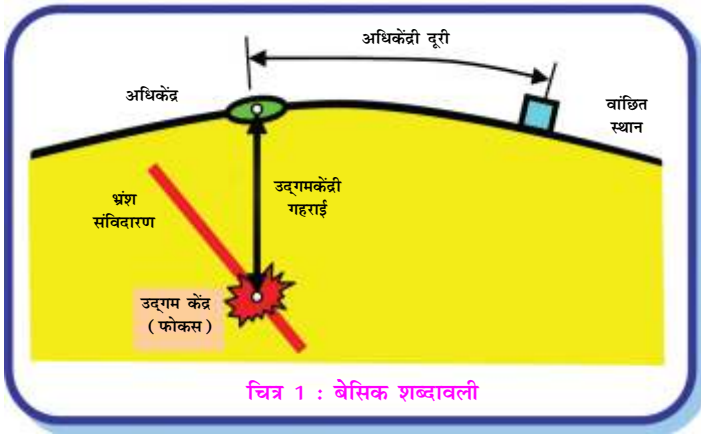 अधिकेंद्री दूरी
अधिकेंद्र
वांछित
स्थान
भ्रंश
संविदारण
उद्‌गमकेंद्री
गहराई
उद्‌गम केंद्र
( फोकस )
चित्र 1 : बेसिक शब्दावली